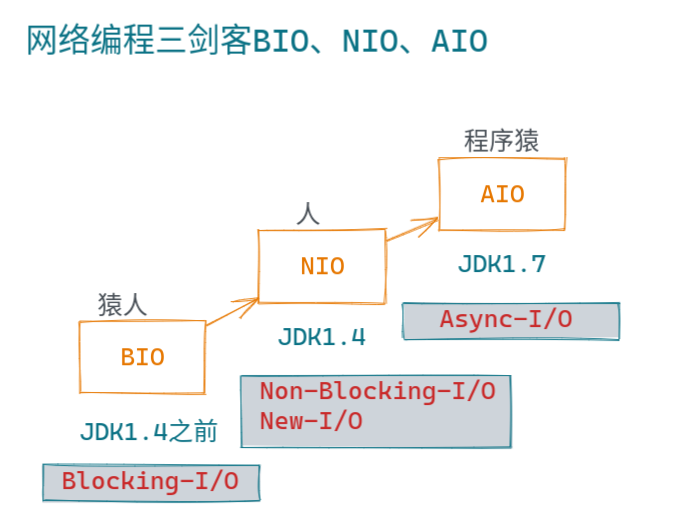 网络编程三剑客BIO、NIO、AIO
程序猿
AIO
JDK1.7
Async-I/O
人
NIO
JDK1.4
Non-Blocking-I/O
New-I/O
猿人
BIO
JDK1.4之前
Blocking-I/O